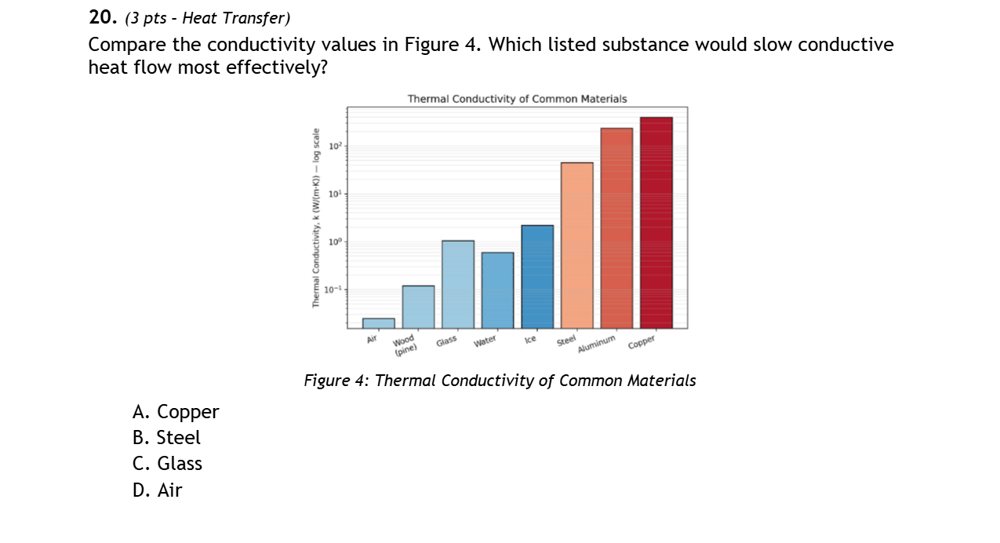 20. (3 pts - Heat Transfer)
Compare the conductivity values in Figure 4. Which listed substance would slow conductive
heat flow most effectively?
Thermal Conductivity of Common Materials
Thermal Conductivity, k (W/(m·K)) — log scale
10²
10¹
10⁰
10⁻¹
Air
Wood
(pine)
Glass
Water
Ice
Steel
Aluminum
Copper
Figure 4: Thermal Conductivity of Common Materials
A. Copper
B. Steel
C. Glass
D. Air